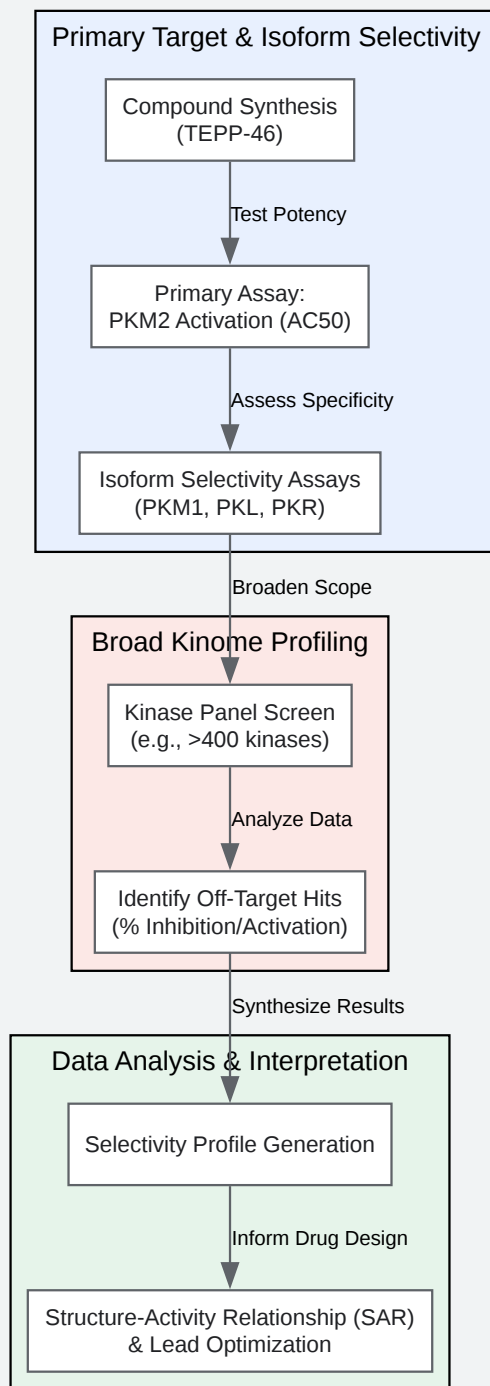 Primary Target & Isoform Selectivity
Compound Synthesis
(TEPP-46)
Test Potency
Primary Assay:
PKM2 Activation (AC50)
Assess Specificity
Isoform Selectivity Assays
(PKM1, PKL, PKR)
Broaden Scope
Broad Kinome Profiling
Kinase Panel Screen
(e.g., >400 kinases)
Analyze Data
Identify Off-Target Hits
(% Inhibition/Activation)
Synthesize Results
Data Analysis & Interpretation
Selectivity Profile Generation
Inform Drug Design
Structure-Activity Relationship (SAR)
& Lead Optimization